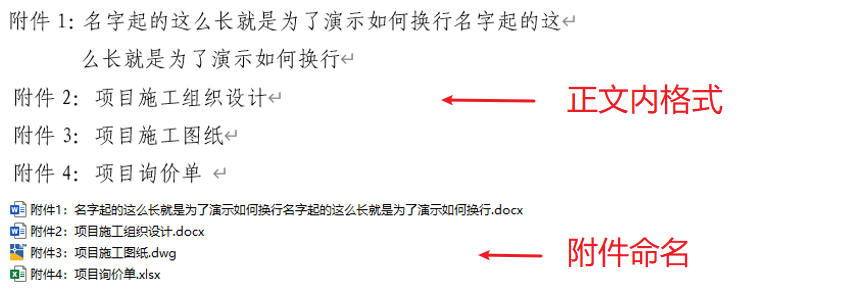 附件 1：名字起的这么长就是为了演示如何换行名字起的这↵
么长就是为了演示如何换行↵
附件 2：项目施工组织设计↵
正文内格式
附件 3：项目施工图纸↵
附件 4：项目询价单 ↵
附件1：名字起的这么长就是为了演示如何换行名字起的这么长就是为了演示如何换行.docx
附件2：项目施工组织设计.docx
附件3：项目施工图纸.dwg
附件命名
附件4：项目询价单.xlsx